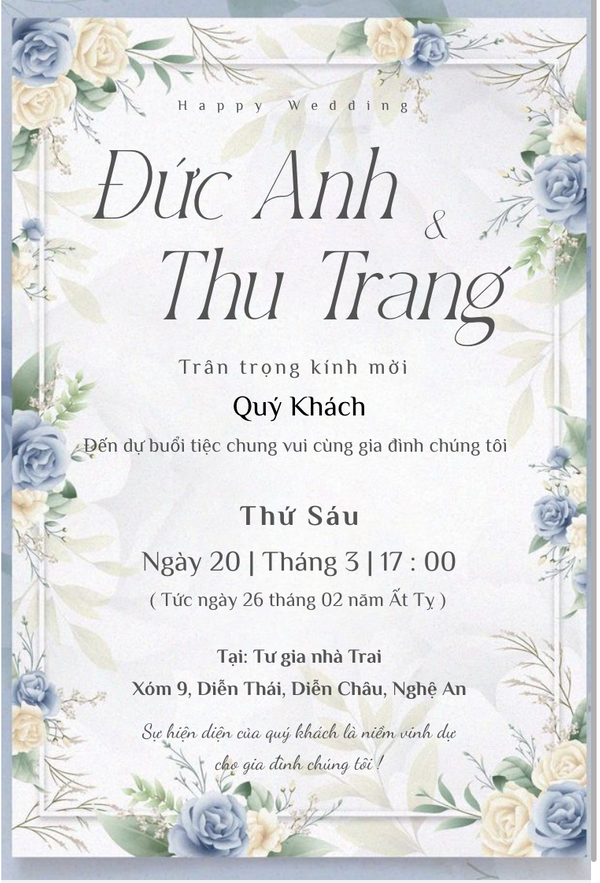 Happy Wedding
Đức Anh
&
Thu Trang
Trân trọng kính mời
Quý Khách
Đến dự buổi tiệc chung vui cùng gia đình chúng tôi
Thứ Sáu
Ngày 20 | Tháng 3 | 17 : 00
( Tức ngày 26 tháng 02 năm Ất Tỵ )
Tại: Tư gia nhà Trai
Xóm 9, Diễn Thái, Diễn Châu, Nghệ An
Sự hiện diện của quý khách là niềm vinh dự
cho gia đình chúng tôi !